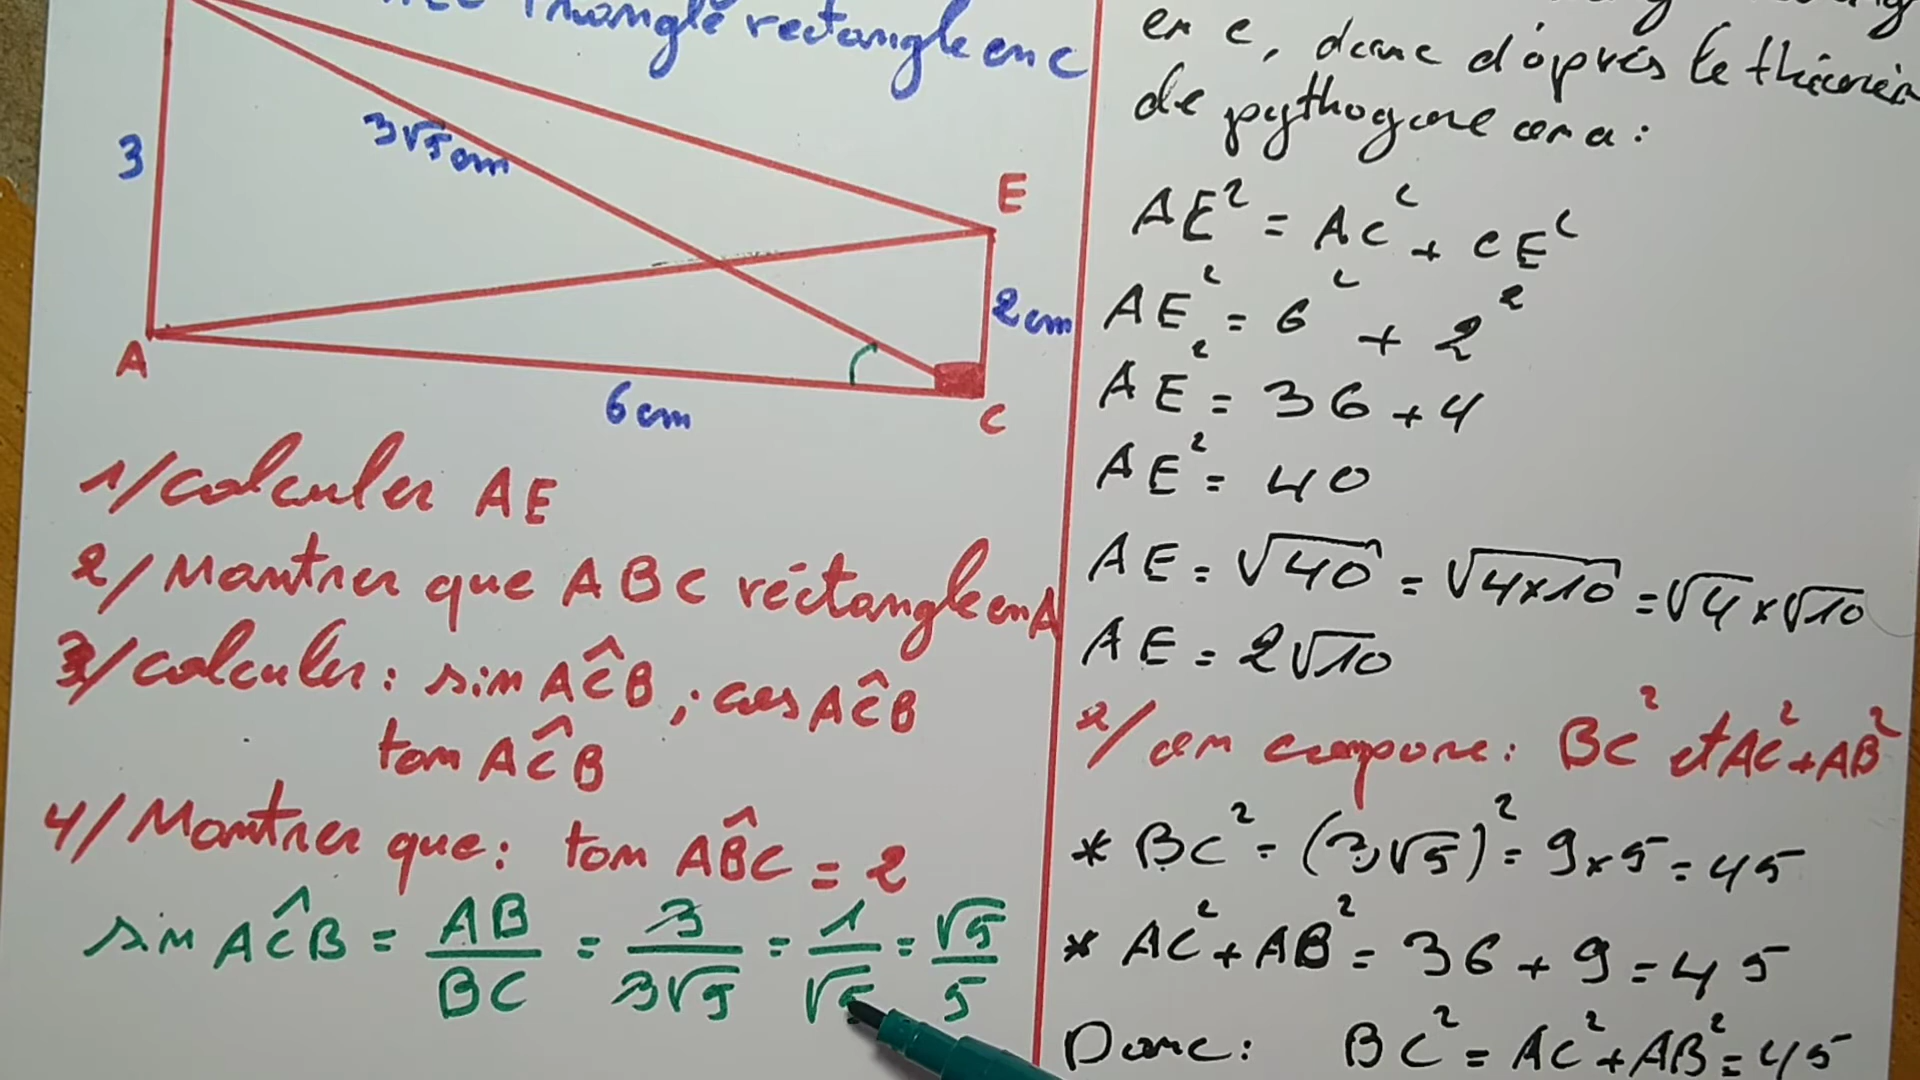 Triangle rectangle en C
3
3√5 cm
E
2 cm
A
6 cm
C
1/ calculer AE
2/ Montrer que ABC réctangle en A
3/ calculer : sin AĈB ; cos AĈB
tan AĈB
4/ Montrer que : tan AB̂C = 2
sin AĈB = AB/BC = 3/3√5 = 1/√5 = √5/5
en C, donc d'après le théorèm
de pythagore on a :
AE² = AC² + CE²
AE² = 6² + 2²
AE² = 36 + 4
AE² = 40
AE = √40 = √4×10 = √4 × √10
AE = 2√10
2/ on compare : BC² et AC² + AB²
* BC² = (3√5)² = 9 × 5 = 45
* AC² + AB² = 36 + 9 = 45
Donc : BC² = AC² + AB² = 45